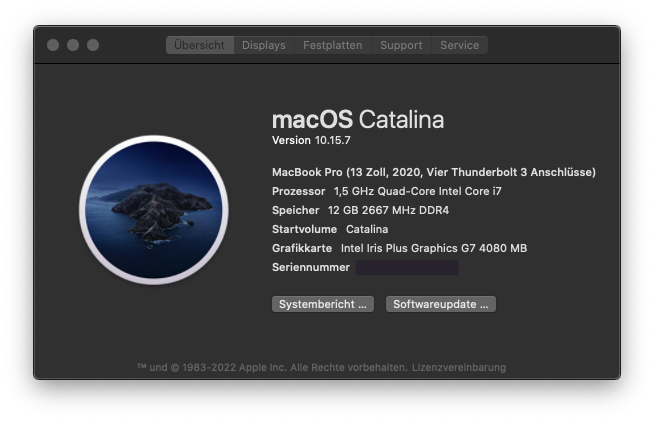 Übersicht Displays Festplatten Support Service
macOS Catalina
Version 10.15.7
MacBook Pro (13 Zoll, 2020, Vier Thunderbolt 3 Anschlüsse)
Prozessor 1,5 GHz Quad-Core Intel Core i7
Speicher 12 GB 2667 MHz DDR4
Startvolume Catalina
Grafikkarte Intel Iris Plus Graphics G7 4080 MB
Seriennummer
Systembericht ... Softwareupdate ...
™ und © 1983-2022 Apple Inc. Alle Rechte vorbehalten. Lizenzvereinbarung